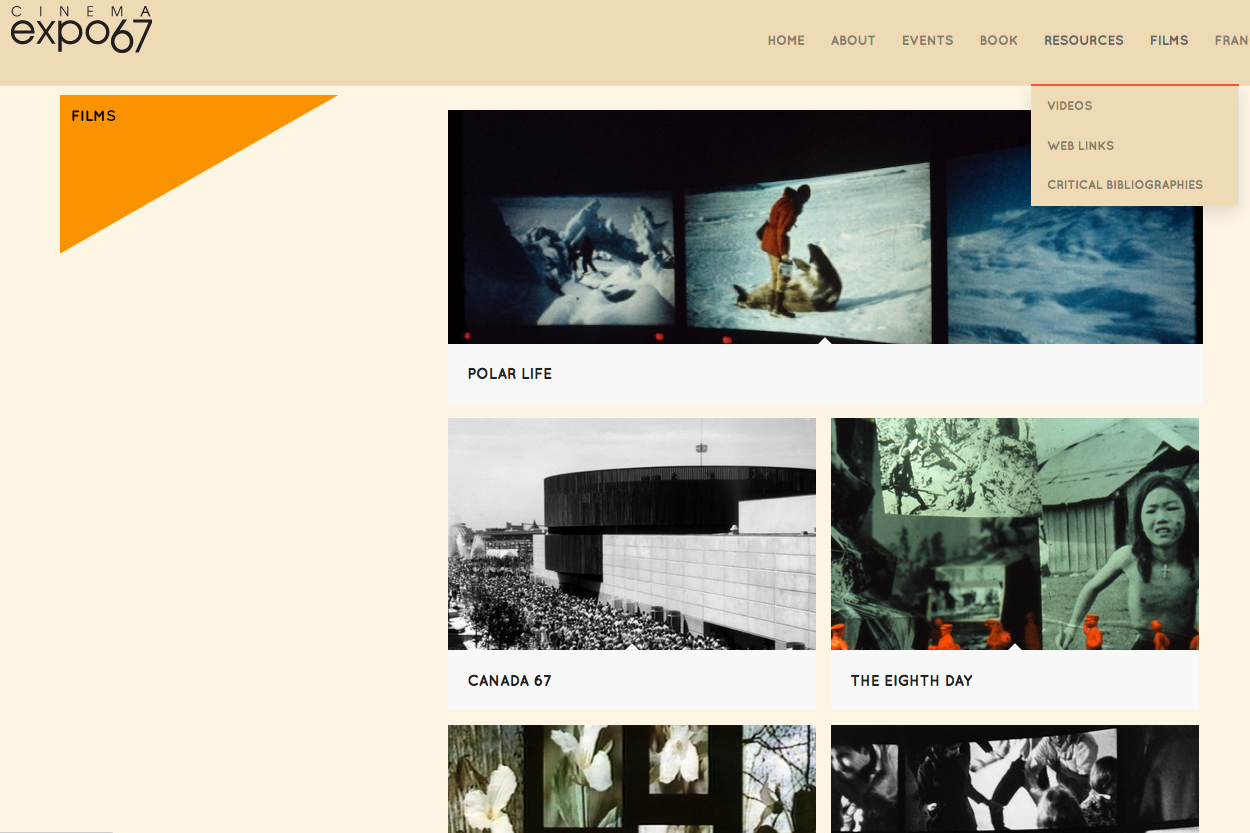 CINEMA
expo67
HOME ABOUT EVENTS BOOK RESOURCES FILMS FRAN
VIDEOS
WEB LINKS
CRITICAL BIBLIOGRAPHIES
FILMS
POLAR LIFE
CANADA 67
THE EIGHTH DAY